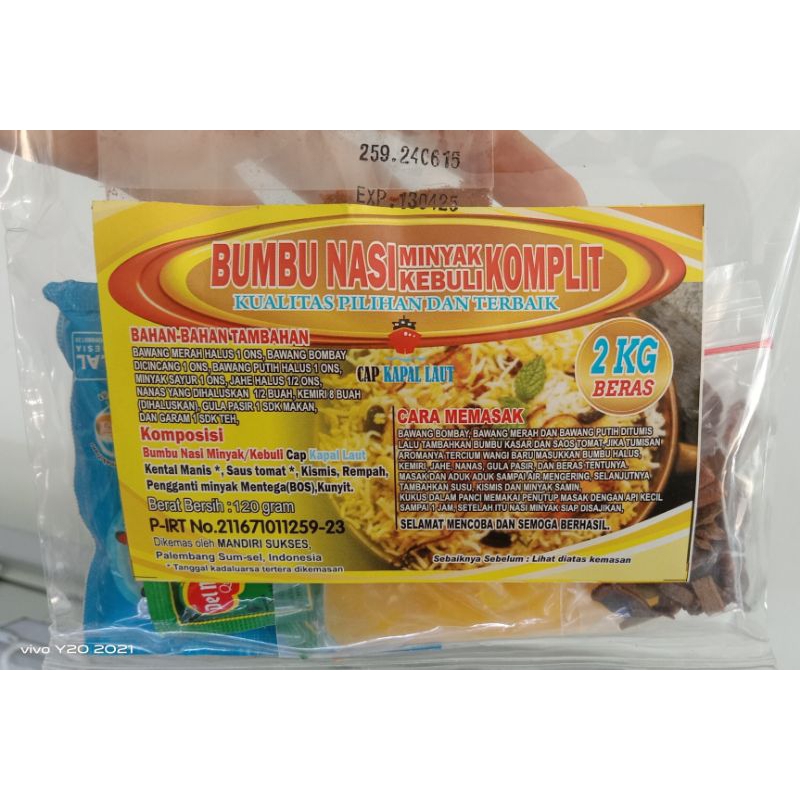 259.24C615
EXP.130425
BUMBU NASI MINYAK KEBULI KOMPLIT
KUALITAS PILIHAN DAN TERBAIK
BAHAN-BAHAN TAMBAHAN
BAWANG MERAH HALUS 1 ONS, BAWANG BOMBAY
DICINCANG 1 ONS, BAWANG PUTIH HALUS 1 ONS,
MINYAK SAYUR 1 ONS, JAHE HALUS 1/2 ONS,
NANAS YANG DIHALUSKAN 1/2 BUAH, KEMIRI 8 BUAH
(DIHALUSKAN), GULA PASIR 1 SDK MAKAN,
DAN GARAM 1 SDK TEH,
Komposisi
Bumbu Nasi Minyak/Kebuli Cap Kapal Laut
Kental Manis *, Saus tomat *, Kismis, Rempah,
Pengganti minyak Mentega(BOS),Kunyit.
Berat Bersih : 120 gram
P-IRT No.211671011259-23
Dikemas oleh MANDIRI SUKSES,
Palembang Sum-sel, Indonesia
* Tanggal kadaluarsa tertera dikemasan
CAP KAPAL LAUT
2 KG
BERAS
CARA MEMASAK
BAWANG BOMBAY, BAWANG MERAH DAN BAWANG PUTIH DITUMIS
LALU TAMBAHKAN BUMBU KASAR DAN SAOS TOMAT, JIKA TUMISAN
AROMANYA TERCIUM WANGI BARU MASUKKAN BUMBU HALUS,
KEMIRI, JAHE, NANAS, GULA PASIR, DAN BERAS TENTUNYA.
MASAK DAN ADUK ADUK SAMPAI AIR MENGERING, SELANJUTNYA
TAMBAHKAN SUSU, KISMIS DAN MINYAK SAMIN.
KUKUS DALAM PANCI MEMAKAI PENUTUP MASAK DENGAN API KECIL
SAMPAI 1 JAM, SETELAH ITU NASI MINYAK SIAP DISAJIKAN,
SELAMAT MENCOBA DAN SEMOGA BERHASIL.
Sebaiknya Sebelum : Lihat diatas kemasan
vivo Y20 2021